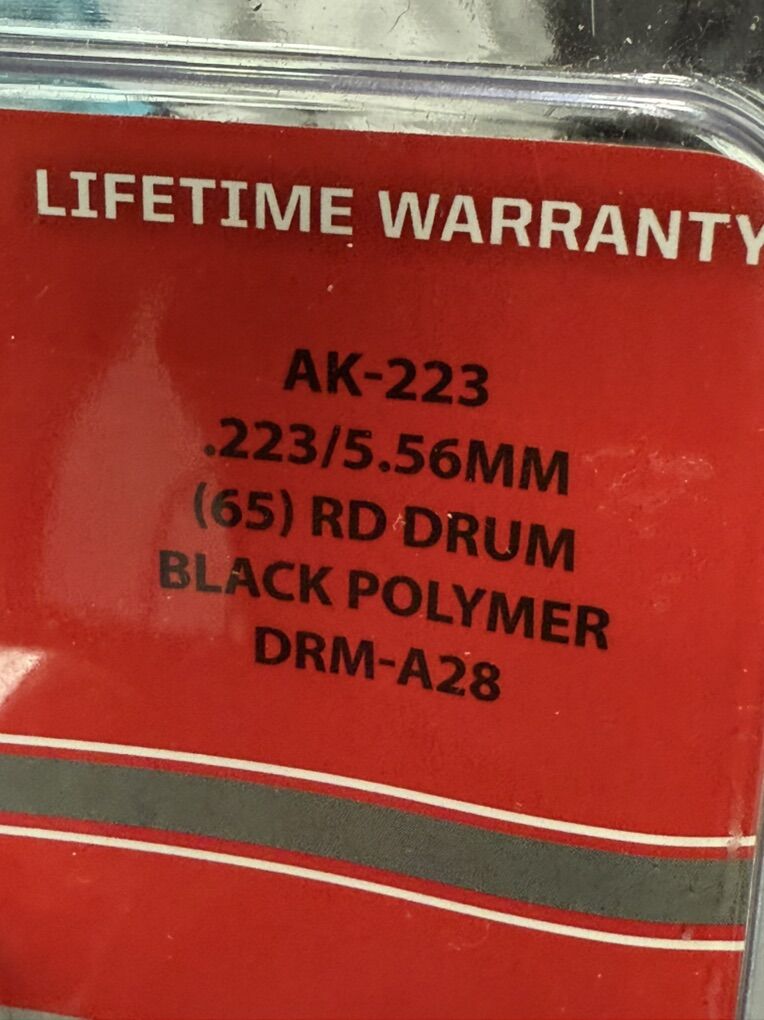 LIFETIME WARRANTY
AK-223
.223/5.56MM
(65) RD DRUM
BLACK POLYMER
DRM-A28